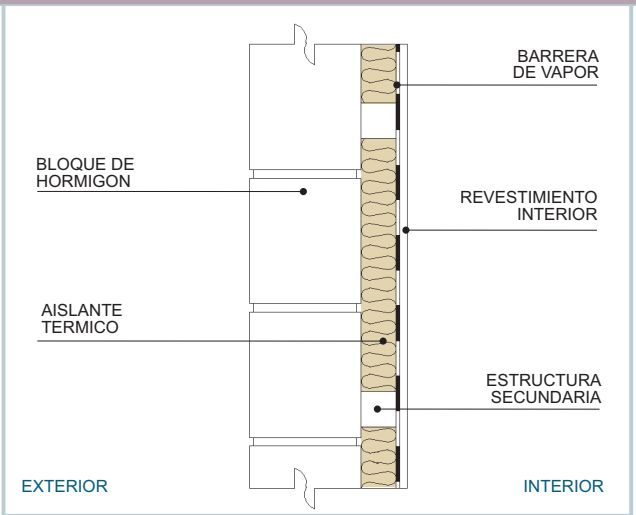 BARRERA
DE VAPOR
BLOQUE DE
HORMIGON
REVESTIMIENTO
INTERIOR
AISLANTE
TERMICO
ESTRUCTURA
SECUNDARIA
EXTERIOR
INTERIOR